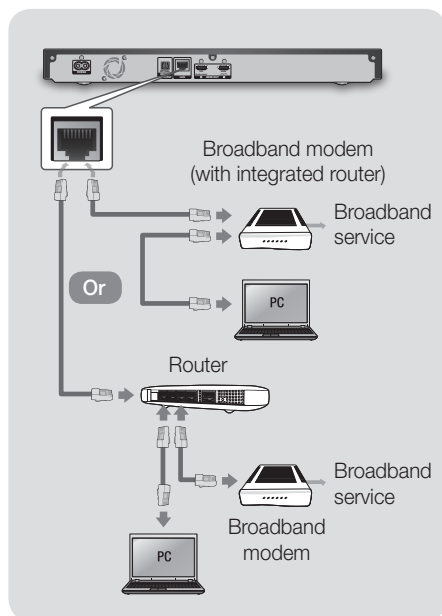 Broadband modem
(with integrated router)
Broadband
service
PC
Or
Router
Broadband
service
Broadband
modem
PC